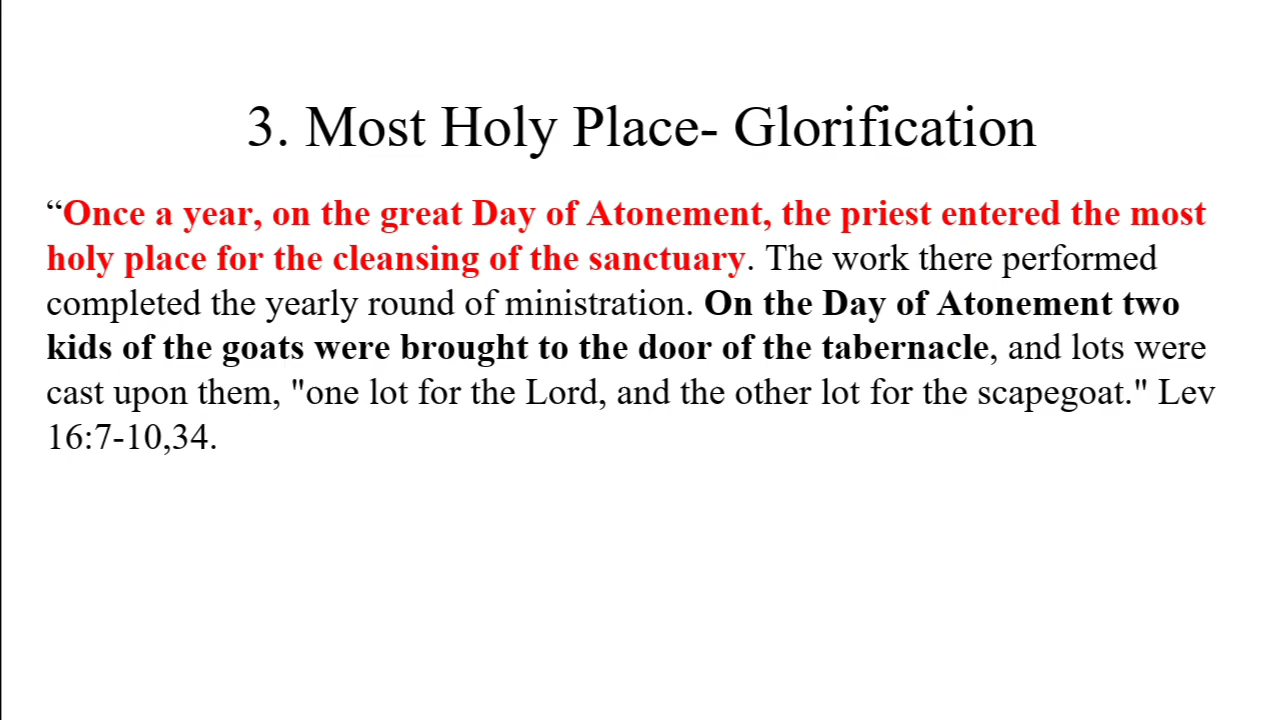 3. Most Holy Place- Glorification
“Once a year, on the great Day of Atonement, the priest entered the most
holy place for the cleansing of the sanctuary. The work there performed
completed the yearly round of ministration. On the Day of Atonement two
kids of the goats were brought to the door of the tabernacle, and lots were
cast upon them, "one lot for the Lord, and the other lot for the scapegoat." Lev
16:7-10,34.